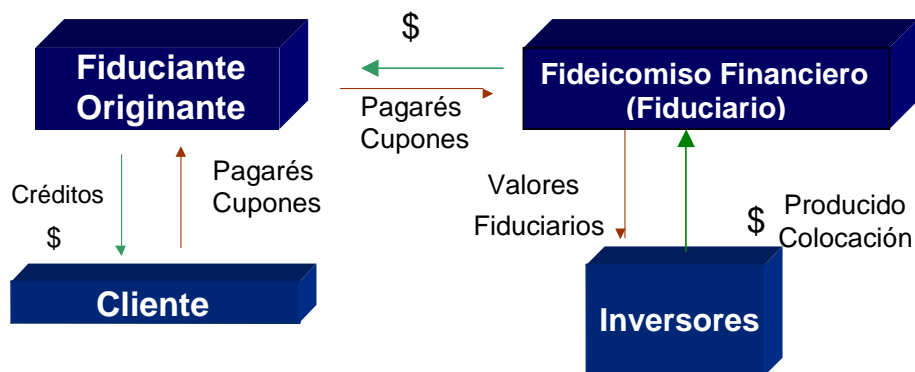 $
Fiduciante
Originante
Fideicomiso Financiero
(Fiduciario)
Pagarés
Cupones
Créditos
$
Pagarés
Cupones
Valores
Fiduciarios
$ Producido
Colocación
Cliente
Inversores